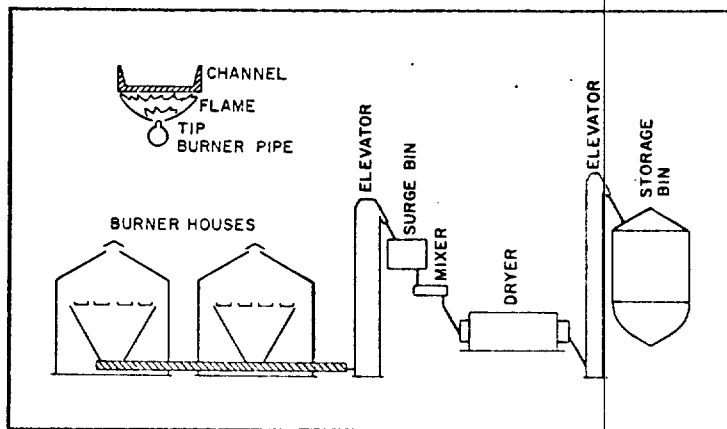 CHANNEL
FLAME
TIP
BURNER PIPE
BURNER HOUSES
ELEVATOR
SURGE BIN
MIXER
DRYER
ELEVATOR
STORAGE
BIN